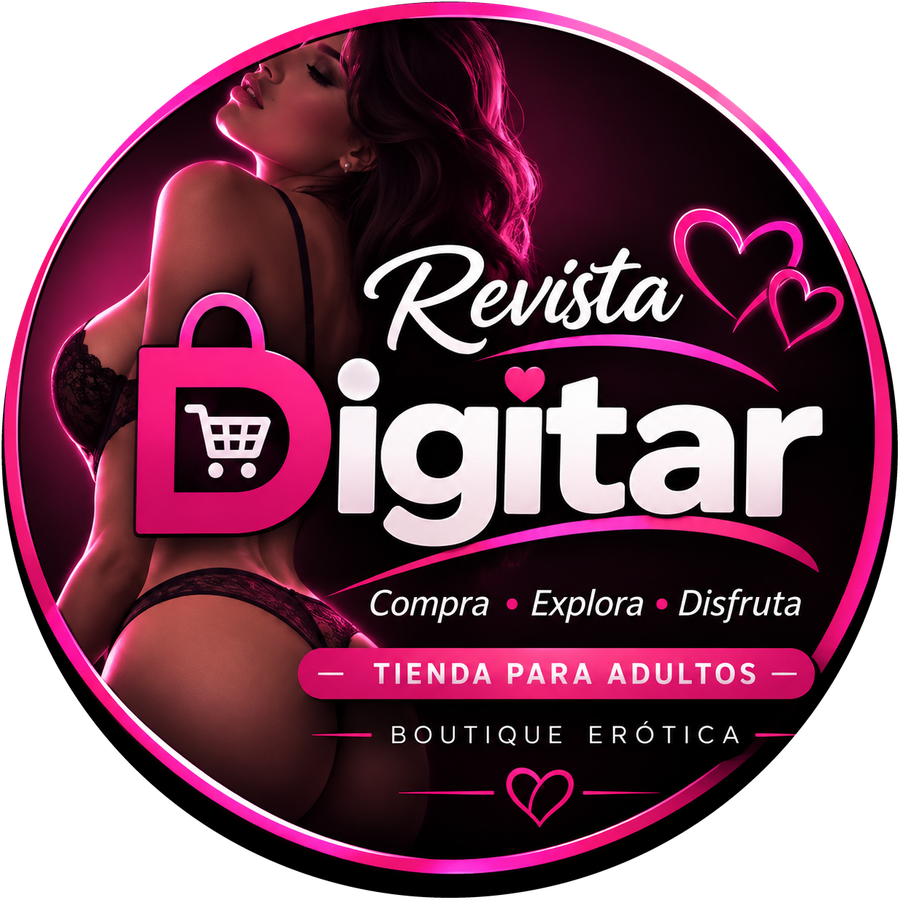 Revista
Digitar
Compra • Explora • Disfruta
— TIENDA PARA ADULTOS —
BOUTIQUE ERÓTICA